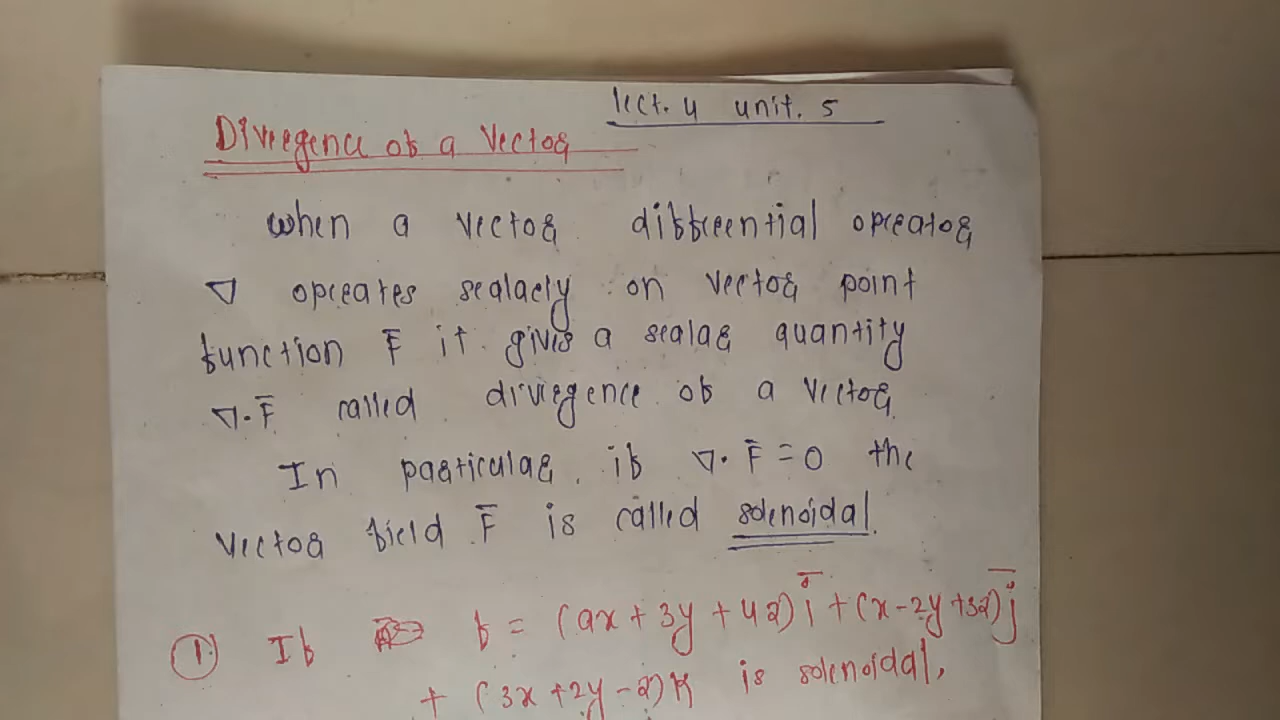 lect. 4 unit. 5
Divergence of a Vector
When a vector differential operator
∇ operates scalarly on vector point
function F̄ it gives a scalar quantity
∇·F̄ called divergence of a vector
In particular, if ∇·F̄ = 0 the
vector field F̄ is called solenoidal.
① If f = (ax + 3y + 4z) i̅ + (x - 2y + 3z) j̅
+ (3x + 2y - z) k is solenoidal,